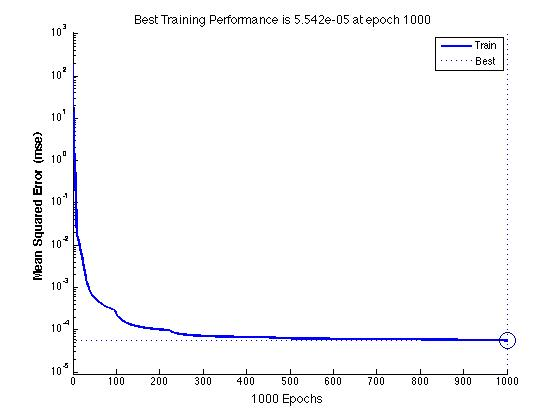 Best Training Performance is 5.542e-05 at epoch 1000
Train
Best
Mean Squared Error (mse)
10^3
10^2
10^1
10^0
10^-1
10^-2
10^-3
10^-4
10^-5
0 100 200 300 400 500 600 700 800 900 1000
1000 Epochs